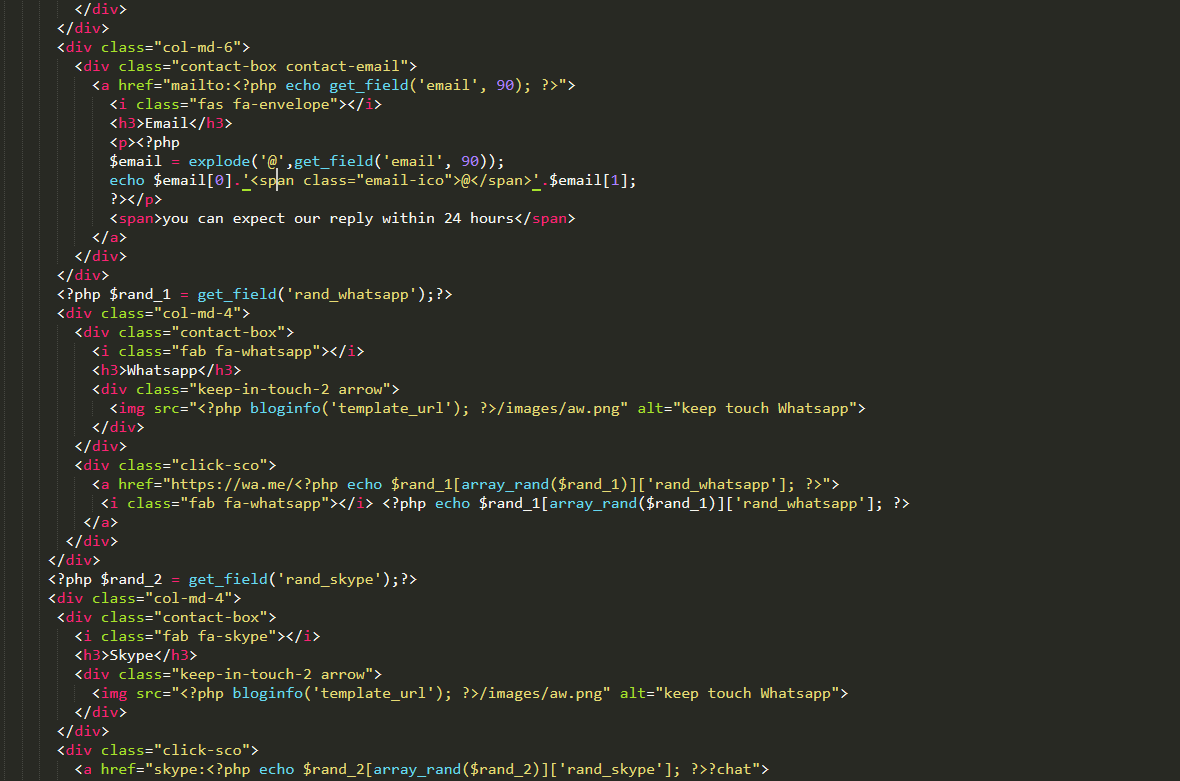 </div>
</div>
<div class="col-md-6">
<div class="contact-box contact-email">
<a href="mailto:<?php echo get_field('email', 90); ?>">
<i class="fas fa-envelope"></i>
<h3>Email</h3>
<p><?php
$email = explode('@',get_field('email', 90));
echo $email[0].'<span class="email-ico">@</span>'.$email[1];
?></p>
<span>you can expect our reply within 24 hours</span>
</a>
</div>
</div>
<?php $rand_1 = get_field('rand_whatsapp');?>
<div class="col-md-4">
<div class="contact-box">
<i class="fab fa-whatsapp"></i>
<h3>Whatsapp</h3>
<div class="keep-in-touch-2 arrow">
<img src="<?php bloginfo('template_url'); ?>/images/aw.png" alt="keep touch Whatsapp">
</div>
</div>
<div class="click-sco">
<a href="https://wa.me/<?php echo $rand_1[array_rand($rand_1)]['rand_whatsapp']; ?>">
<i class="fab fa-whatsapp"></i> <?php echo $rand_1[array_rand($rand_1)]['rand_whatsapp']; ?>
</a>
</div>
</div>
<?php $rand_2 = get_field('rand_skype');?>
<div class="col-md-4">
<div class="contact-box">
<i class="fab fa-skype"></i>
<h3>Skype</h3>
<div class="keep-in-touch-2 arrow">
<img src="<?php bloginfo('template_url'); ?>/images/aw.png" alt="keep touch Whatsapp">
</div>
</div>
<div class="click-sco">
<a href="skype:<?php echo $rand_2[array_rand($rand_2)]['rand_skype']; ?>?chat">